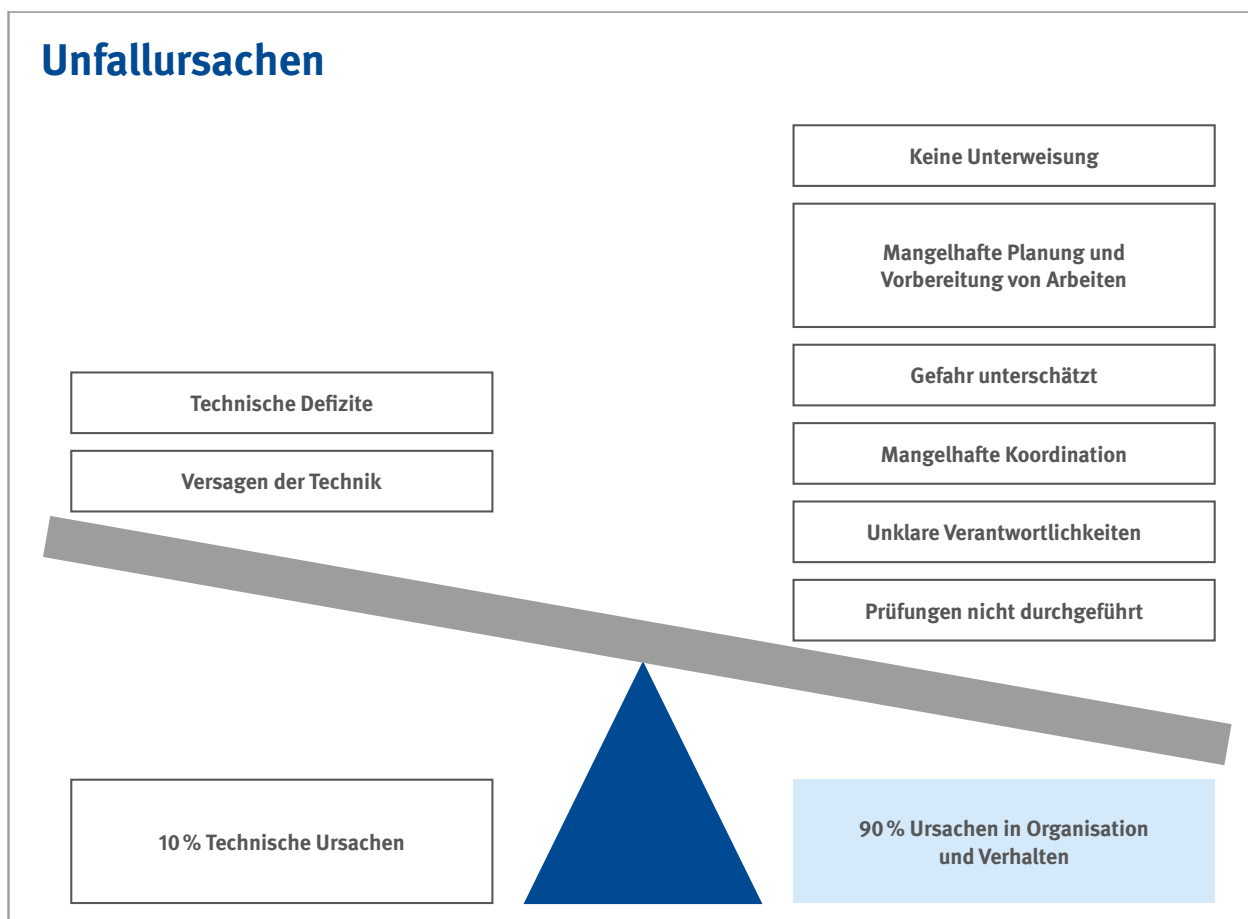 Unfallursachen
Technische Defizite
Versagen der Technik
10 % Technische Ursachen
Keine Unterweisung
Mangelhafte Planung und
Vorbereitung von Arbeiten
Gefahr unterschätzt
Mangelhafte Koordination
Unklare Verantwortlichkeiten
Prüfungen nicht durchgeführt
90 % Ursachen in Organisation
und Verhalten